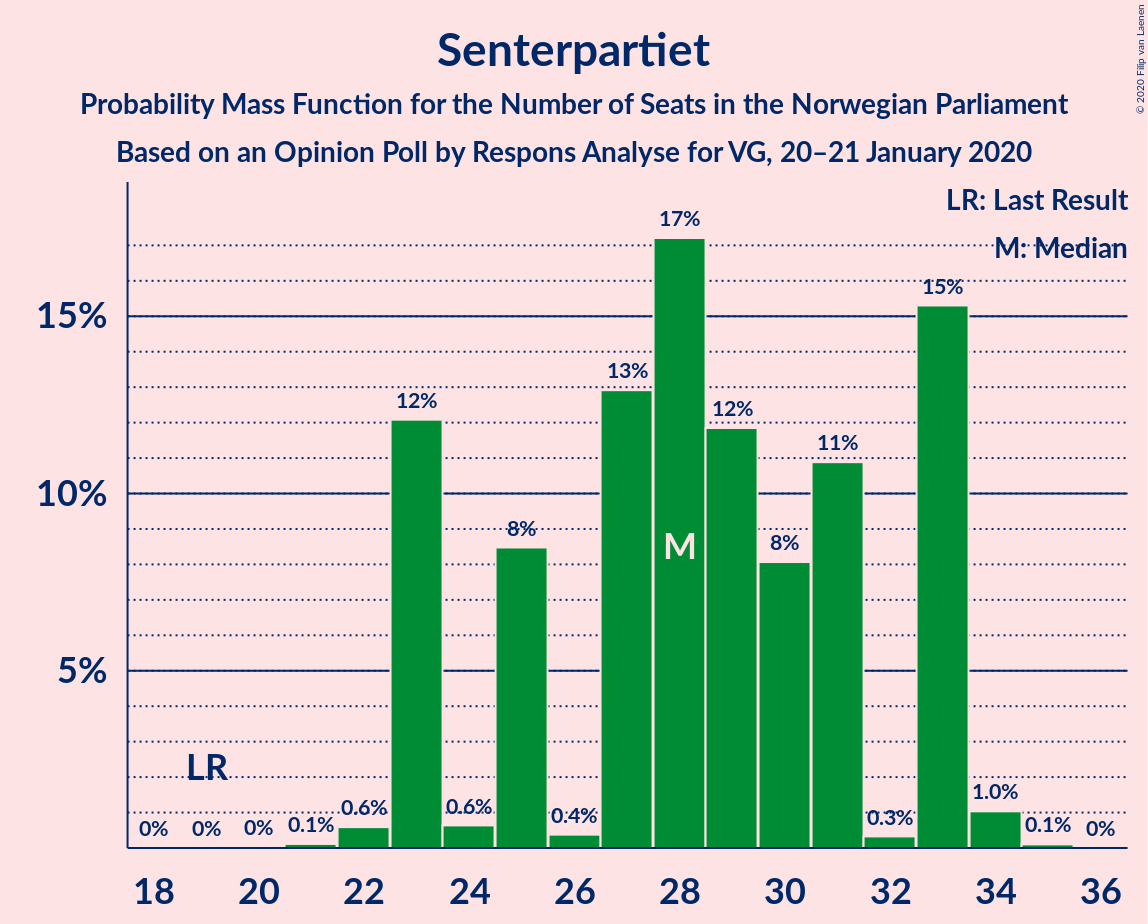 Senterpartiet
Probability Mass Function for the Number of Seats in the Norwegian Parliament
Based on an Opinion Poll by Respons Analyse for VG, 20–21 January 2020
© 2020 Filip van Laenen
LR: Last Result
M: Median
15%
10%
5%
17%
15%
13%
12%
12%
11%
8%
8%
M
LR
0%
0%
0%
0.1%
0.6%
0.6%
0.4%
0.3%
1.0%
0.1%
0%
18 20 22 24 26 28 30 32 34 36